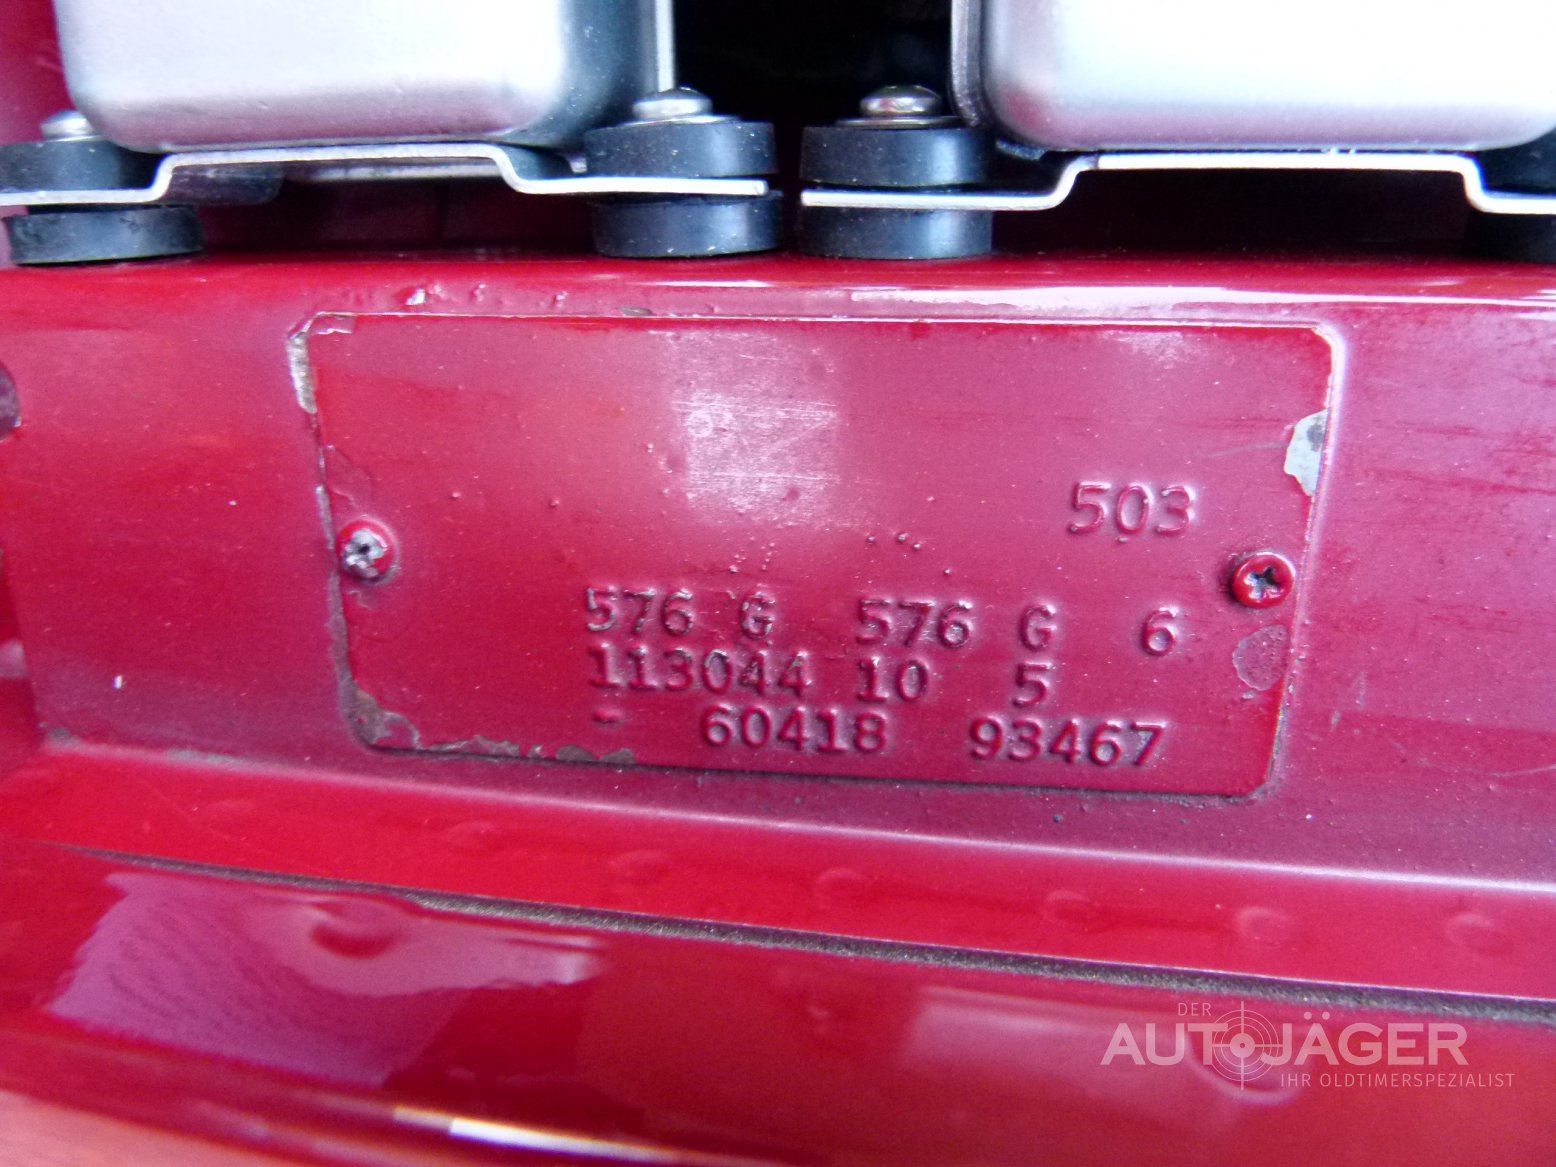 503
576 G 576 G 6
113044 10 5
- 60418 93467
DER
AUTOJÄGER
IHR OLDTIMERSPEZIALIST